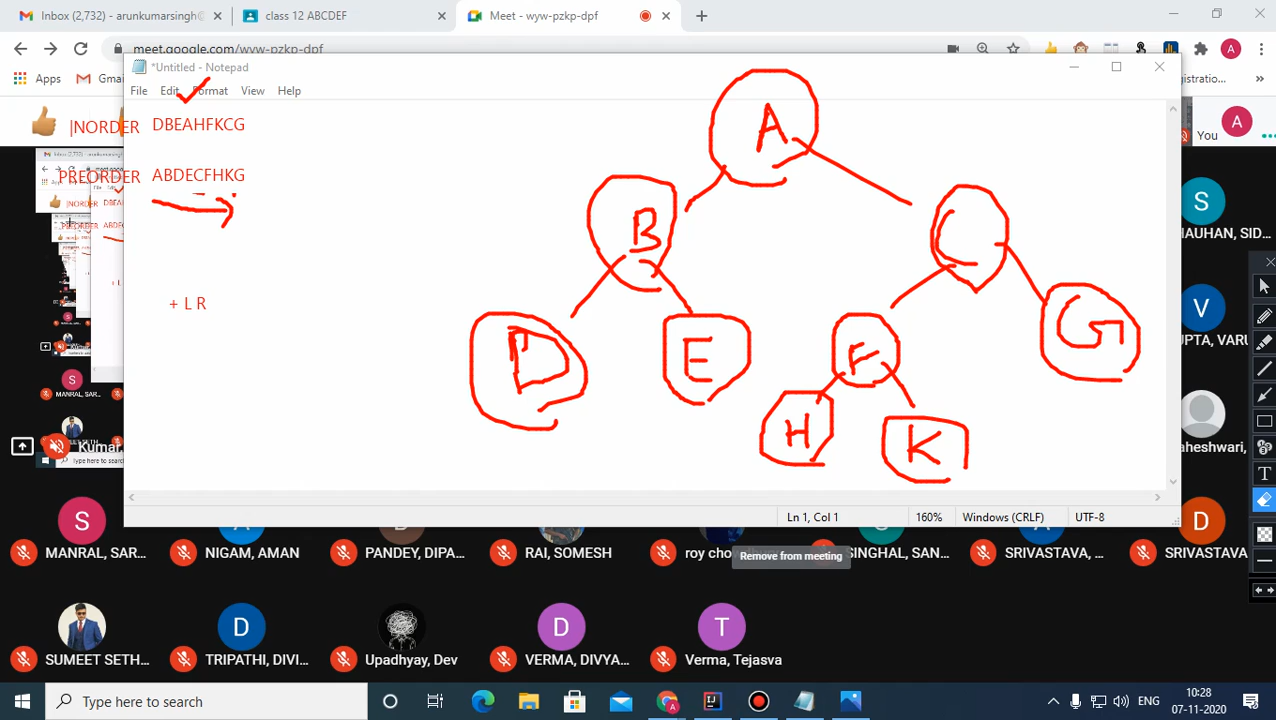 Inbox (2,732) - arunkumarsingh@
class 12 ABCDEF
Meet - wyw-pzkp-dpf
meet.google.com/wyw-pzkp-dpf
Apps
Gmai
gistratio...
*Untitled - Notepad
File Edit Format View Help
|NORDER DBEAHFKCG
PREORDER ABDECFHKG
+ L R
A
B
C
D
E
F
G
H
K
Ln 1, Col 1 160% Windows (CRLF) UTF-8
A You
S
HAUHAN, SID
V
UPTA, VARU
aheshwari,
T
Remove from meeting
S
MANRAL, SAR...
NIGAM, AMAN
PANDEY, DIPA...
RAI, SOMESH
roy cho
SINGHAL, SAN...
SRIVASTAVA, ...
S
SRIVASTAVA
SUMEET SETH...
D
TRIPATHI, DIVI...
Upadhyay, Dev
D
VERMA, DIVYA...
T
Verma, Tejasva
Type here to search
ENG
10:28
07-11-2020